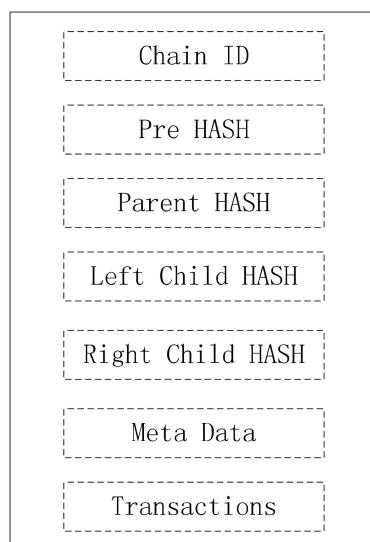 Chain ID
Pre HASH
Parent HASH
Left Child HASH
Right Child HASH
Meta Data
Transactions